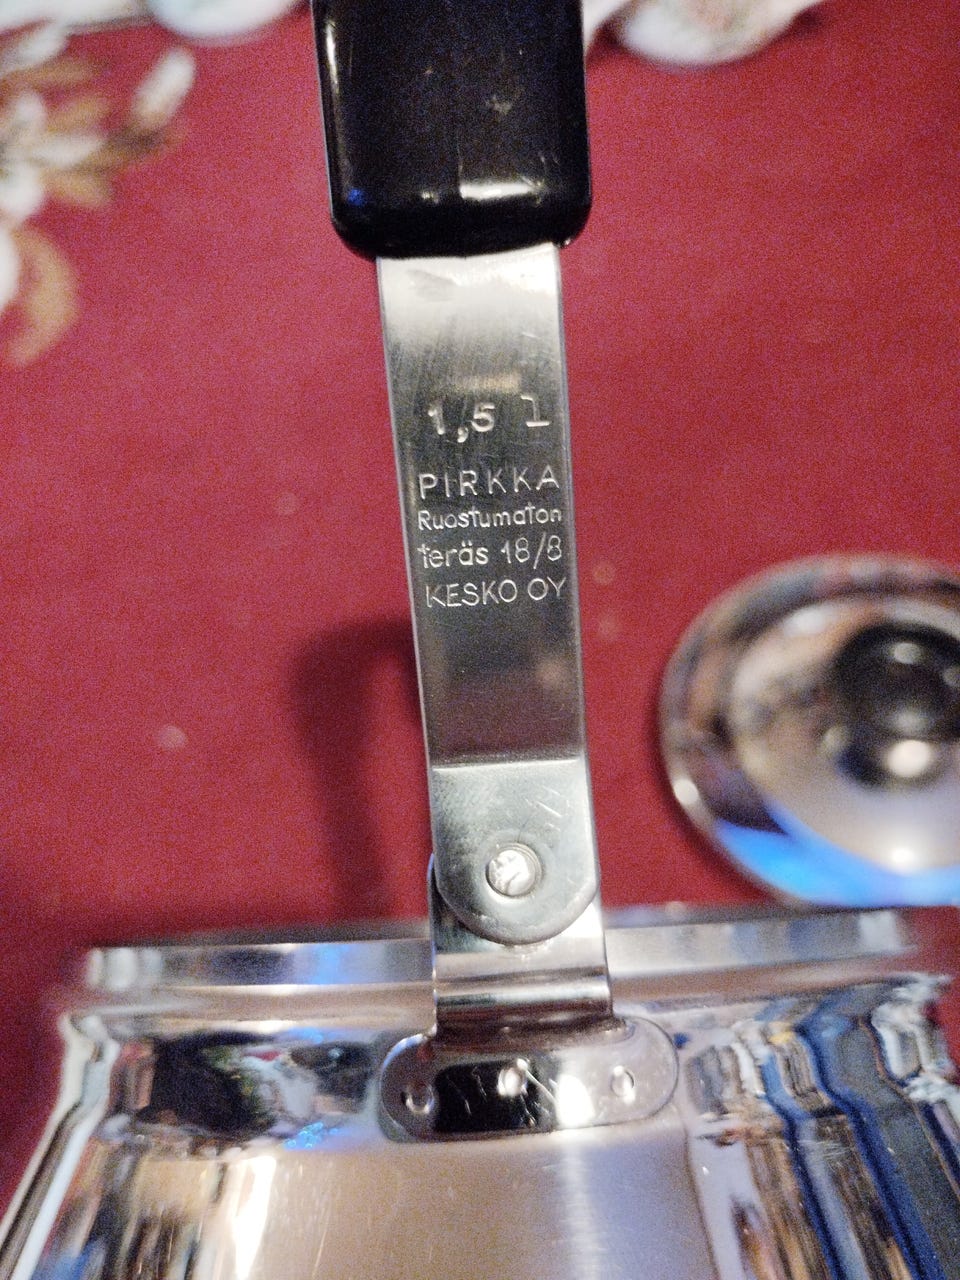 1,5 l
PIRKKA
Ruostumaton
teräs 18/8
KESKO OY